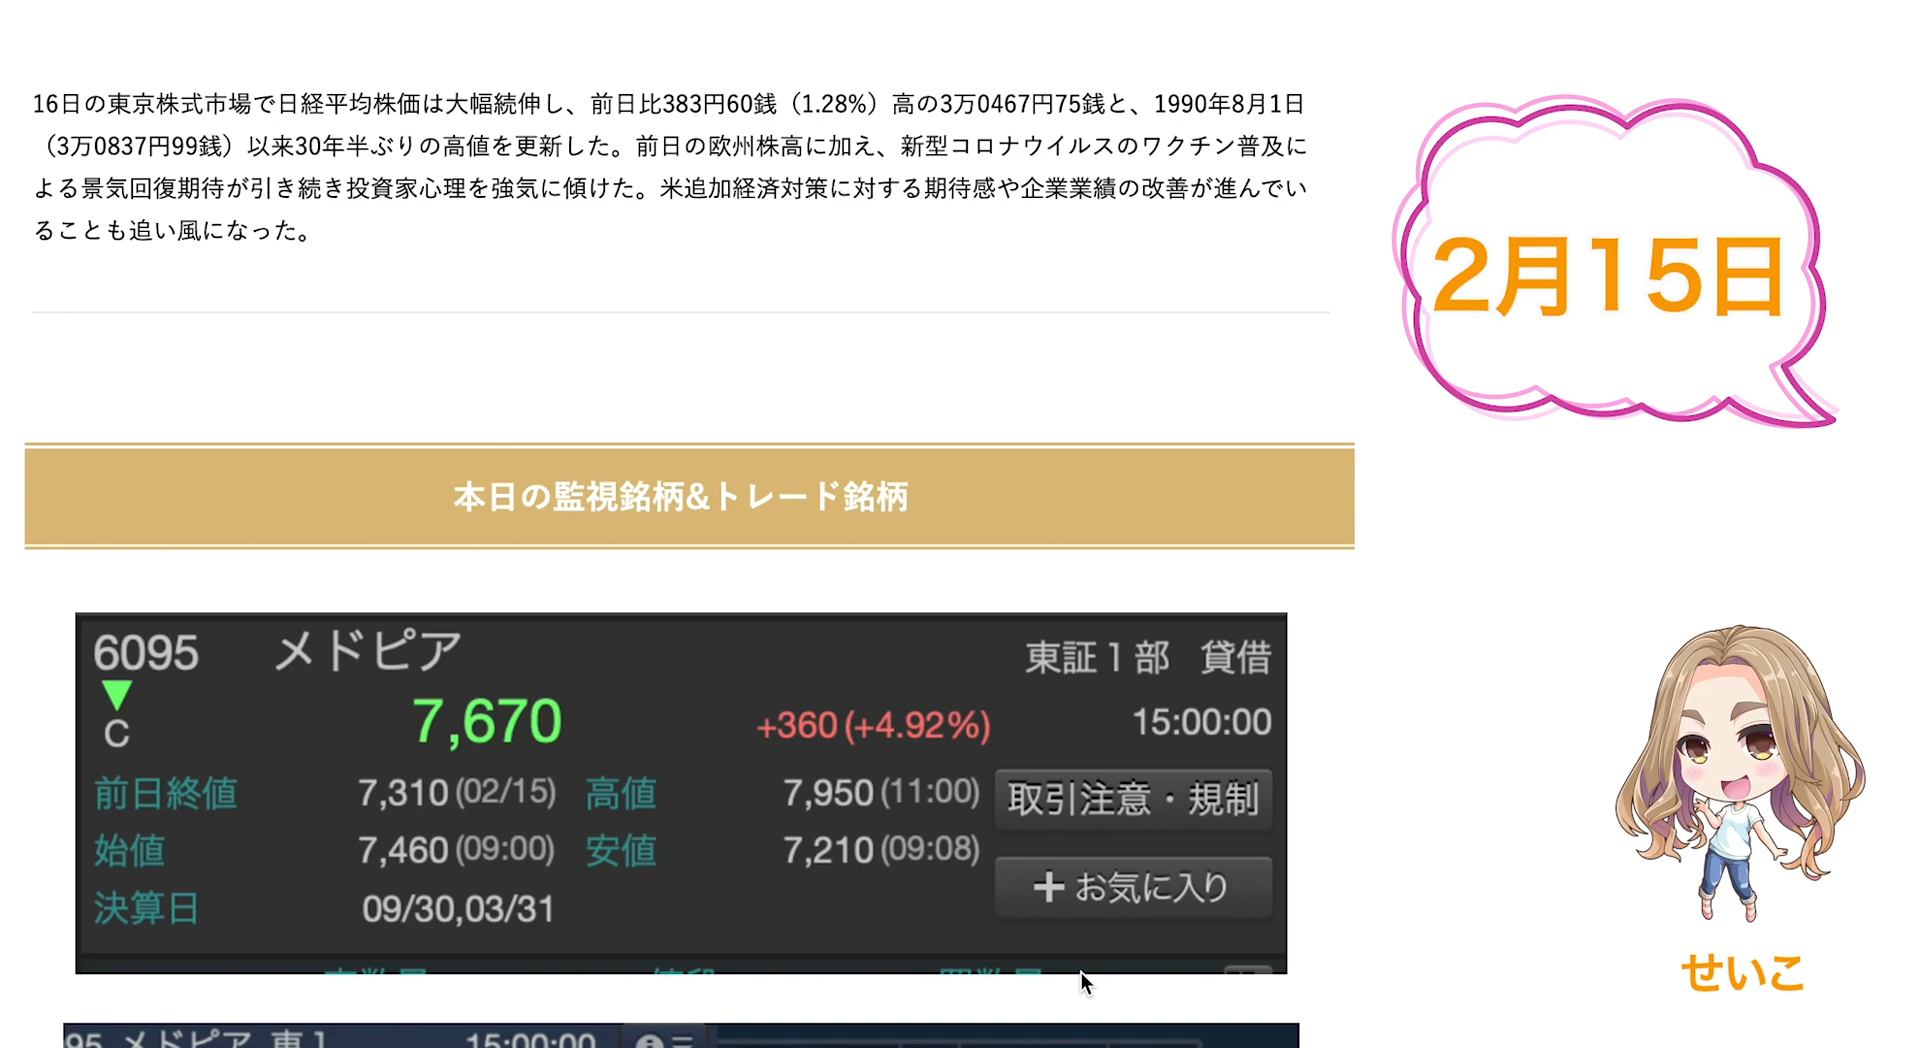 16日の東京株式市場で日経平均株価は大幅続伸し、前日比383円60銭（1.28%）高の3万0467円75銭と、1990年8月1日
（3万0837円99銭）以来30年半ぶりの高値を更新した。前日の欧州株高に加え、新型コロナウイルスのワクチン普及に
よる景気回復期待が引き続き投資家心理を強気に傾けた。米追加経済対策に対する期待感や企業業績の改善が進んでい
ることも追い風になった。
2月15日
本日の監視銘柄&トレード銘柄
6095 メドピア 東証１部 貸借
▼
C 7,670 +360(+4.92%) 15:00:00
前日終値 7,310(02/15) 高値 7,950(11:00) 取引注意・規制
始値 7,460(09:00) 安値 7,210(09:08)
＋お気に入り
決算日 09/30,03/31
せいこ
95 メドピア 東1 15:00:00